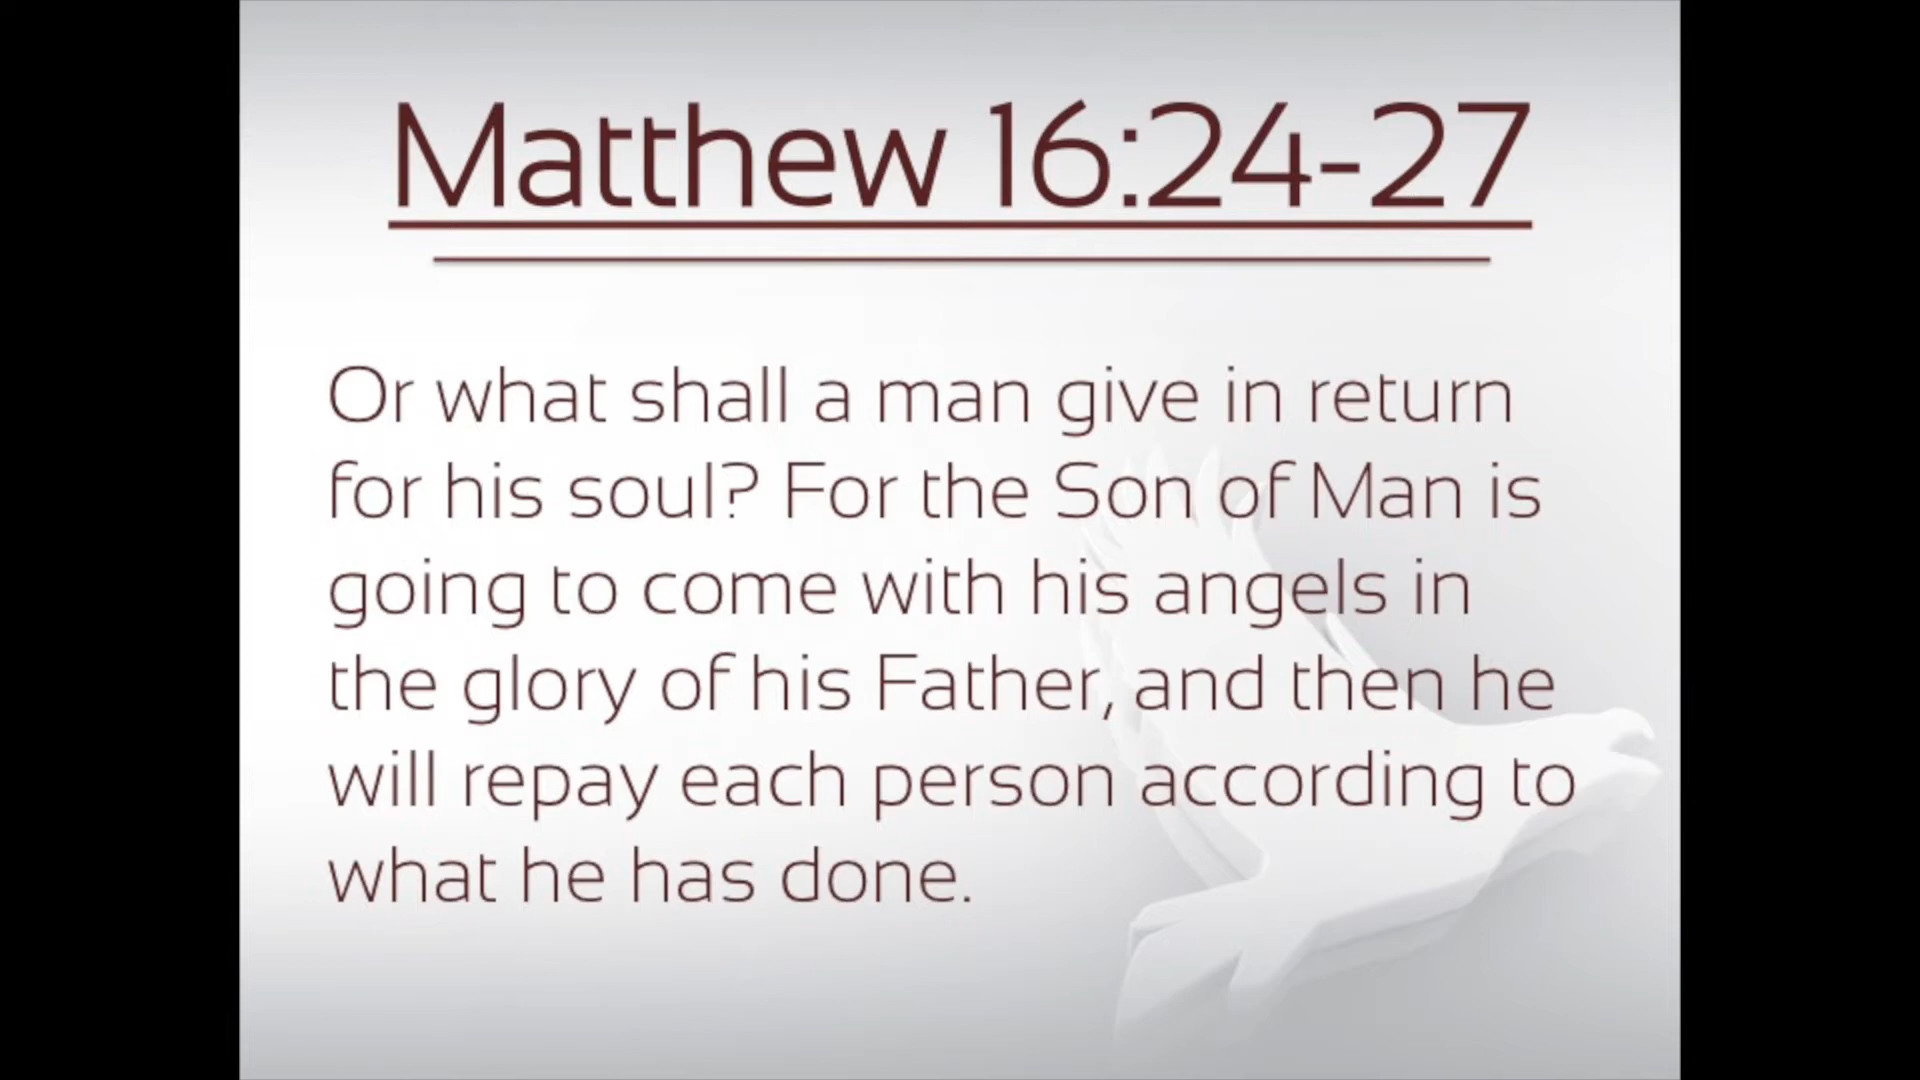 Matthew 16:24-27
Or what shall a man give in return
for his soul? For the Son of Man is
going to come with his angels in
the glory of his Father, and then he
will repay each person according to
what he has done.